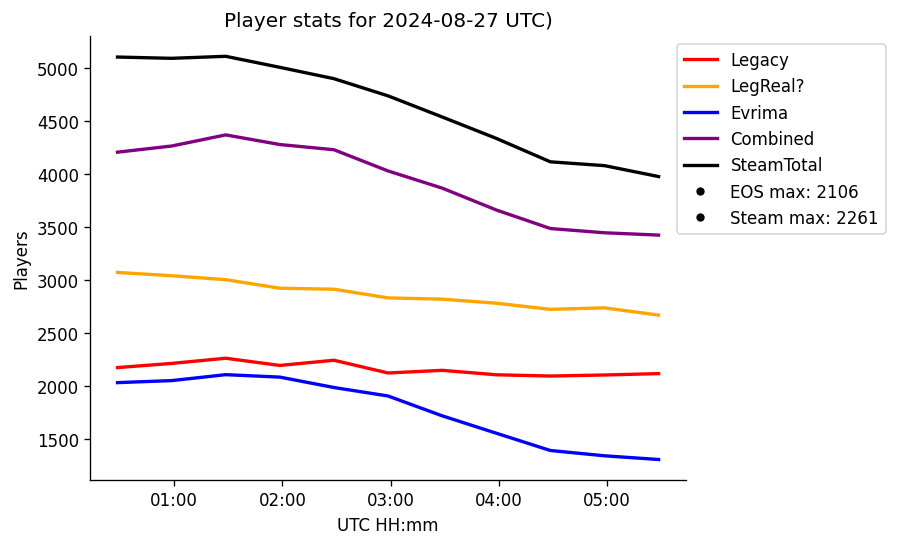 Player stats for 2024-08-27 UTC)
Legacy
LegReal?
Evrima
Combined
SteamTotal
EOS max: 2106
Steam max: 2261
Players
5000
4500
4000
3500
3000
2500
2000
1500
01:00 02:00 03:00 04:00 05:00
UTC HH:mm